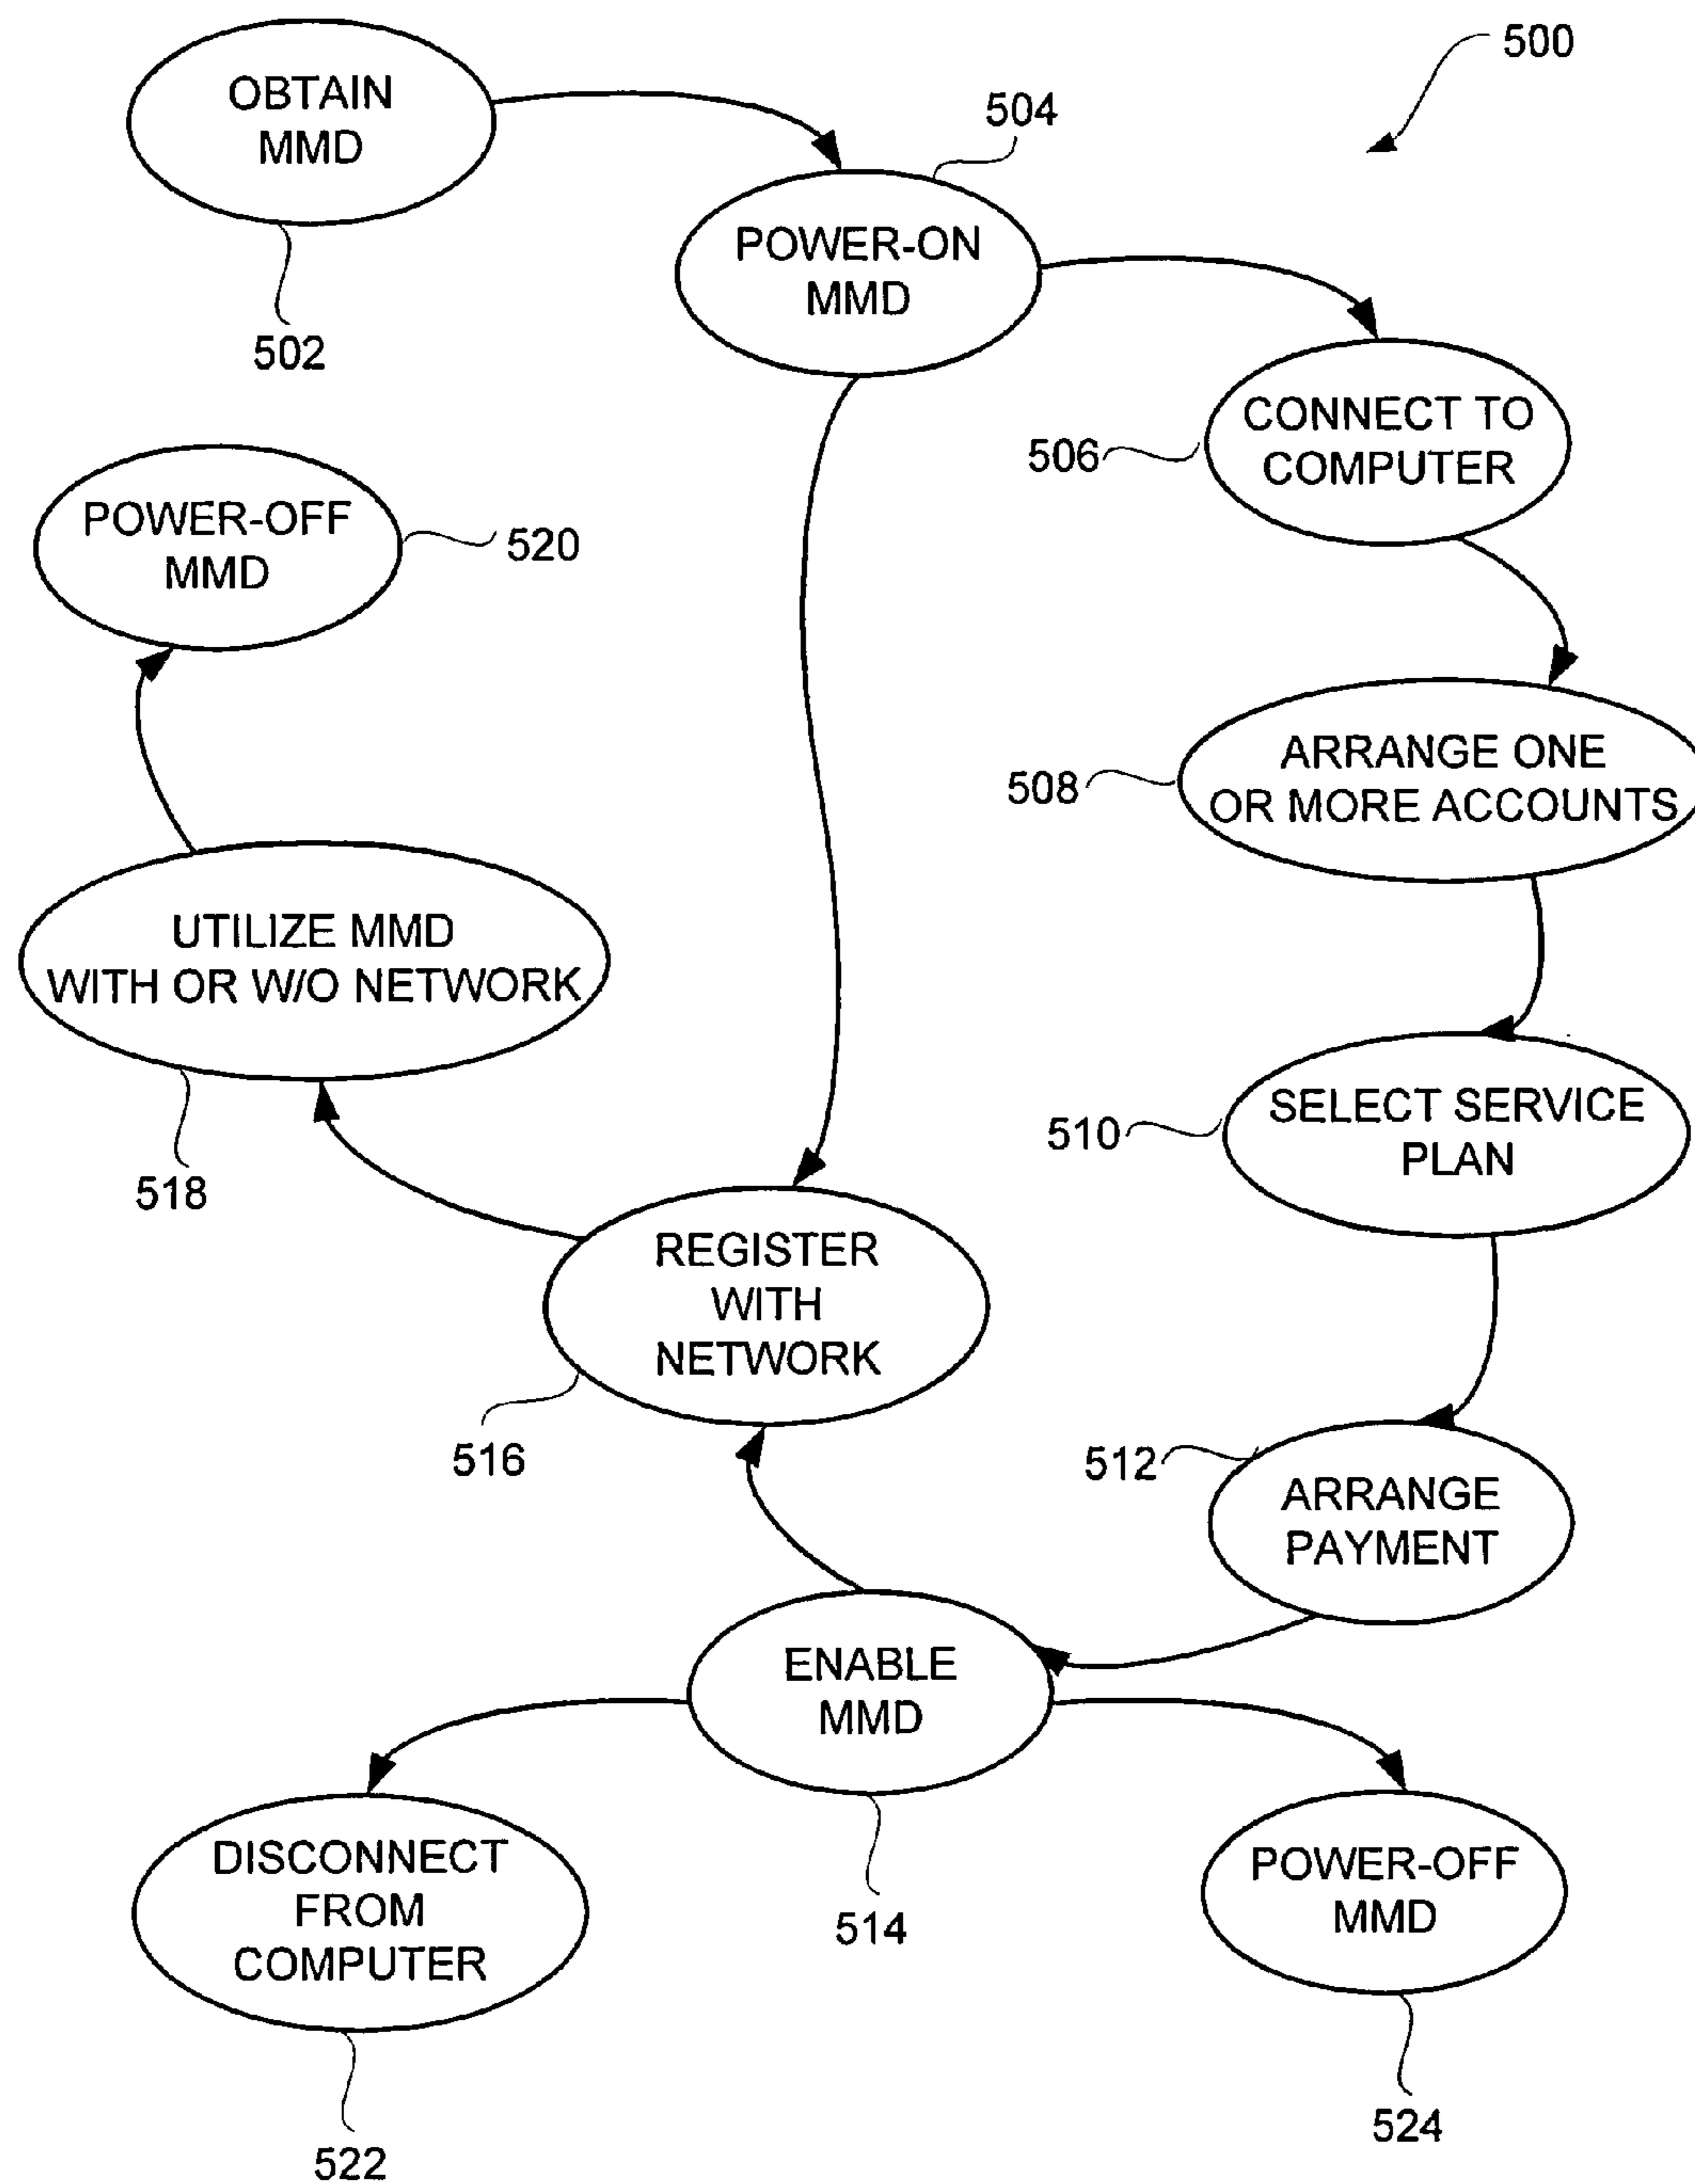 500
OBTAIN
MMD
502
504
POWER-ON
MMD
506
CONNECT TO
COMPUTER
POWER-OFF
MMD
520
508
ARRANGE ONE
OR MORE ACCOUNTS
UTILIZE MMD
WITH OR W/O NETWORK
518
510
SELECT SERVICE
PLAN
REGISTER
WITH
NETWORK
516
512
ARRANGE
PAYMENT
ENABLE
MMD
514
DISCONNECT
FROM
COMPUTER
522
POWER-OFF
MMD
524